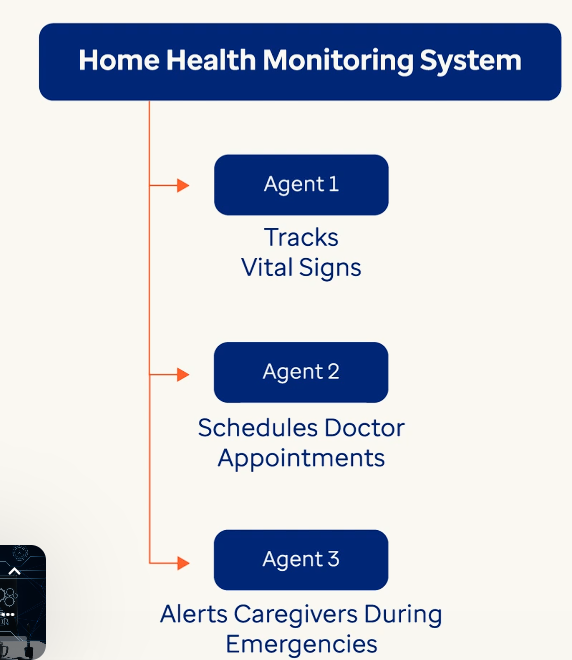 Home Health Monitoring System
Agent 1
Tracks
Vital Signs
Agent 2
Schedules Doctor
Appointments
Agent 3
Alerts Caregivers During
Emergencies